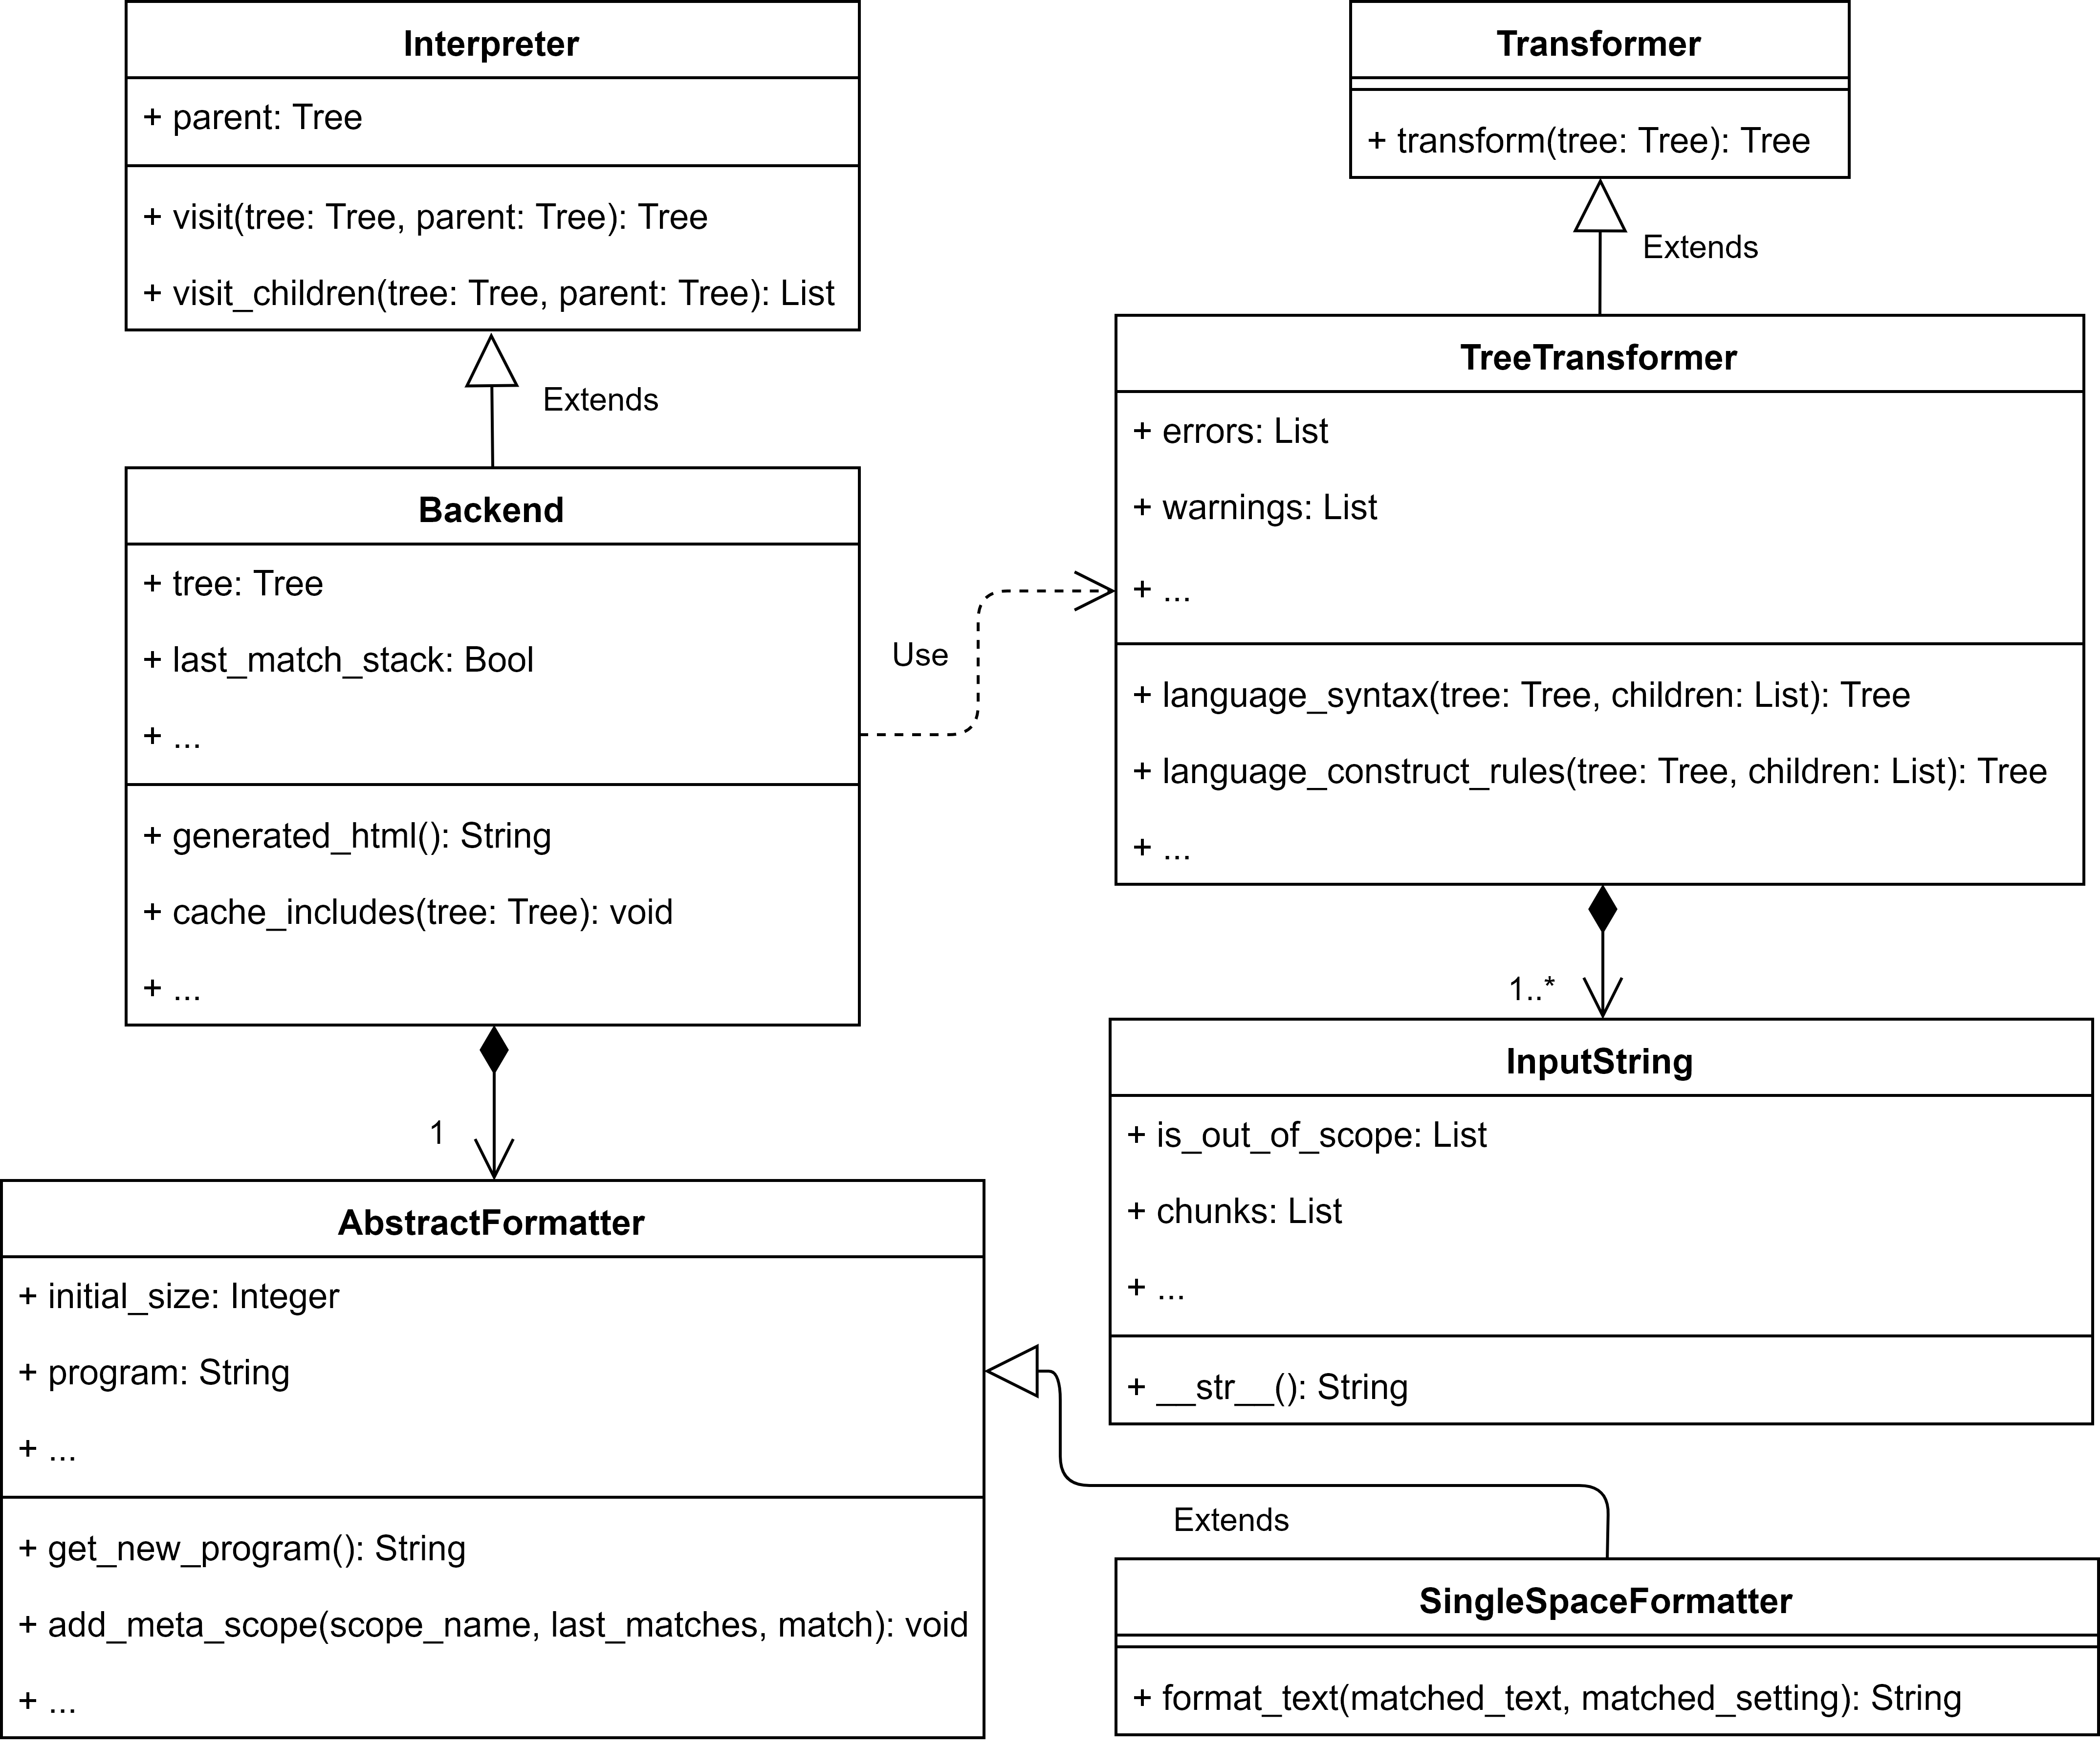 Interpreter
+ parent: Tree
+ visit(tree: Tree, parent: Tree): Tree
+ visit_children(tree: Tree, parent: Tree): List
Extends
Backend
+ tree: Tree
+ last_match_stack: Bool
+ ...
+ generated_html(): String
+ cache_includes(tree: Tree): void
+ ...
Use
1
AbstractFormatter
+ initial_size: Integer
+ program: String
+ ...
+ get_new_program(): String
+ add_meta_scope(scope_name, last_matches, match): void
+ ...
Transformer
+ transform(tree: Tree): Tree
Extends
TreeTransformer
+ errors: List
+ warnings: List
+ ...
+ language_syntax(tree: Tree, children: List): Tree
+ language_construct_rules(tree: Tree, children: List): Tree
+ ...
1..*
InputString
+ is_out_of_scope: List
+ chunks: List
+ ...
+ __str__(): String
Extends
SingleSpaceFormatter
+ format_text(matched_text, matched_setting): String